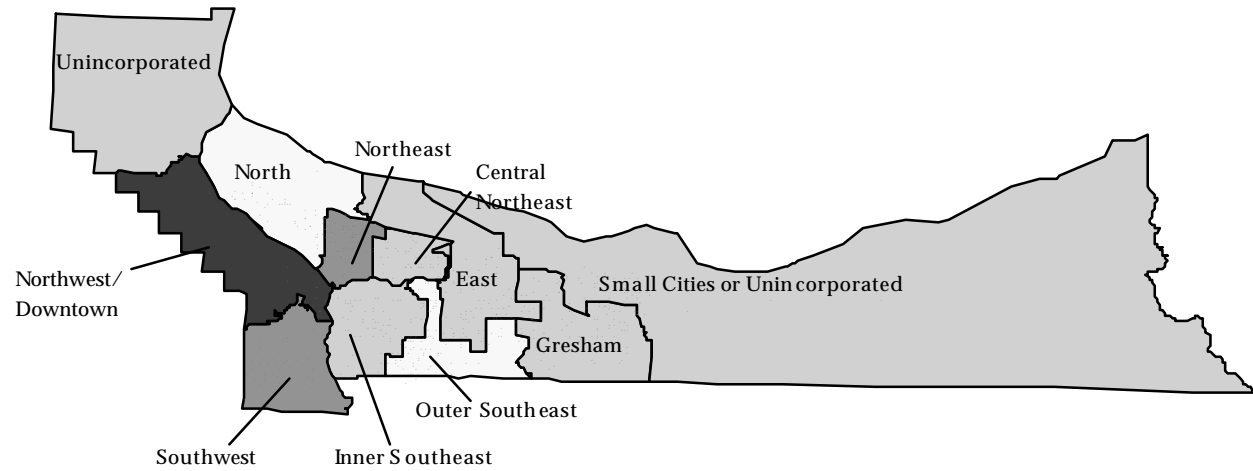 Unincorporated
Northeast
Central
Northeast
North
Northwest/
Downtown
East
Small Cities or Unincorporated
Gresham
Outer Southeast
Southwest
Inner Southeast